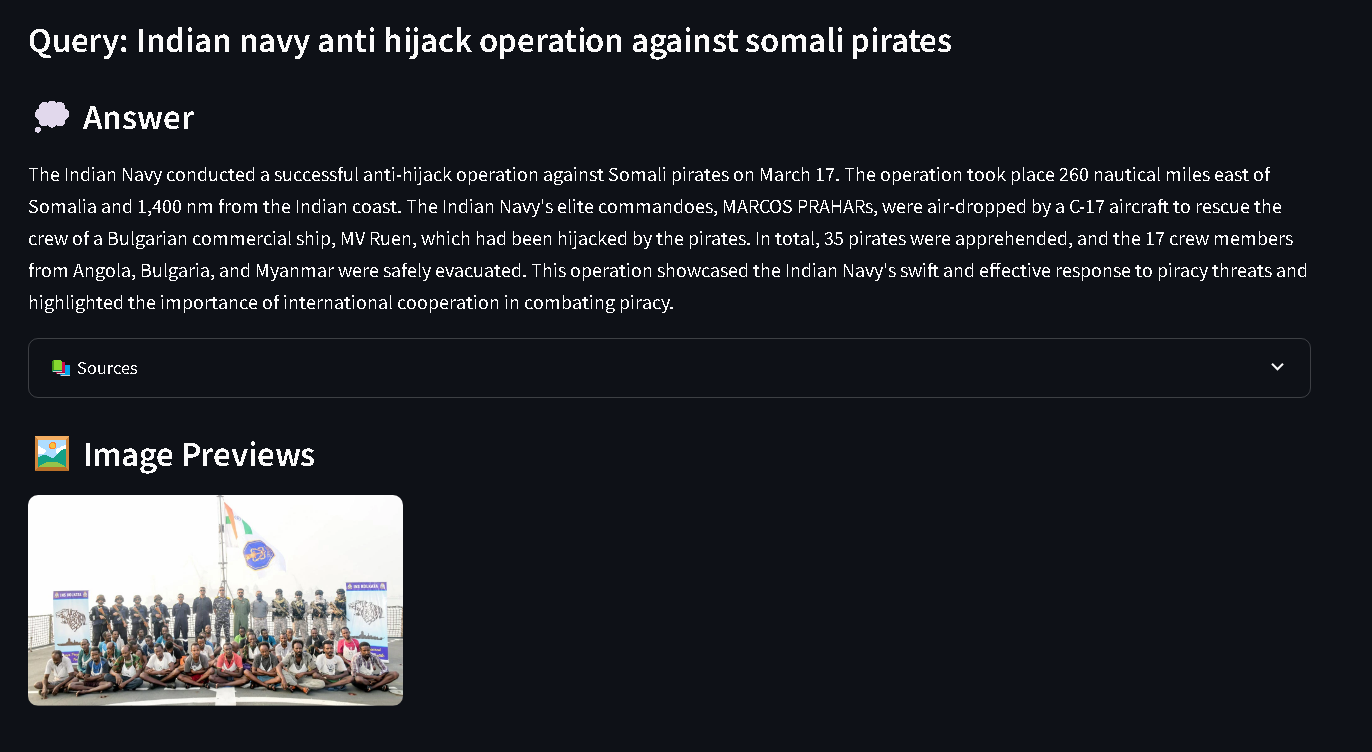 Query: Indian navy anti hijack operation against somali pirates
Answer
The Indian Navy conducted a successful anti-hijack operation against Somali pirates on March 17. The operation took place 260 nautical miles east of
Somalia and 1,400 nm from the Indian coast. The Indian Navy's elite commandoes, MARCOS PRAHARs, were air-dropped by a C-17 aircraft to rescue the
crew of a Bulgarian commercial ship, MV Ruen, which had been hijacked by the pirates. In total, 35 pirates were apprehended, and the 17 crew members
from Angola, Bulgaria, and Myanmar were safely evacuated. This operation showcased the Indian Navy's swift and effective response to piracy threats and
highlighted the importance of international cooperation in combating piracy.
Sources
Image Previews
INS KOLKATA
INS KOLKATA